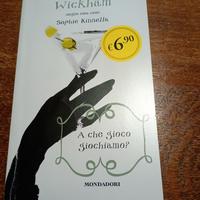 Wickham
Sophie Kinsella
€6,90
A che gioco
giochiamo?
MONDADORI